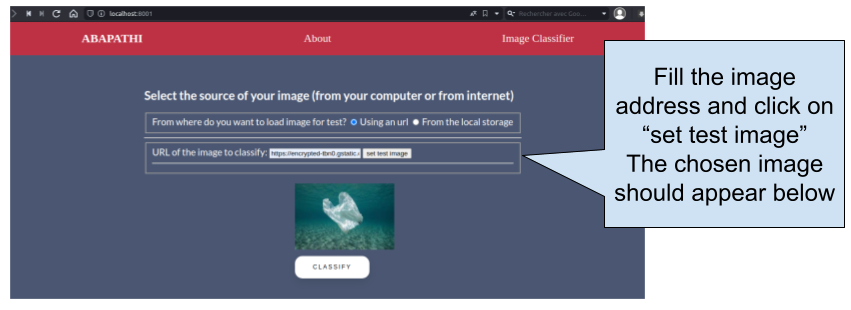 localhost:8001
Rechercher avec Goo...
ABAPATHI
About
Image Classifier
Select the source of your image (from your computer or from internet)
From where do you want to load image for test? Using an url From the local storage
URL of the image to classify: https://encrypted-tbn0.gstatic.c set test image
CLASSIFY
Fill the image
address and click on
“set test image”
The chosen image
should appear below